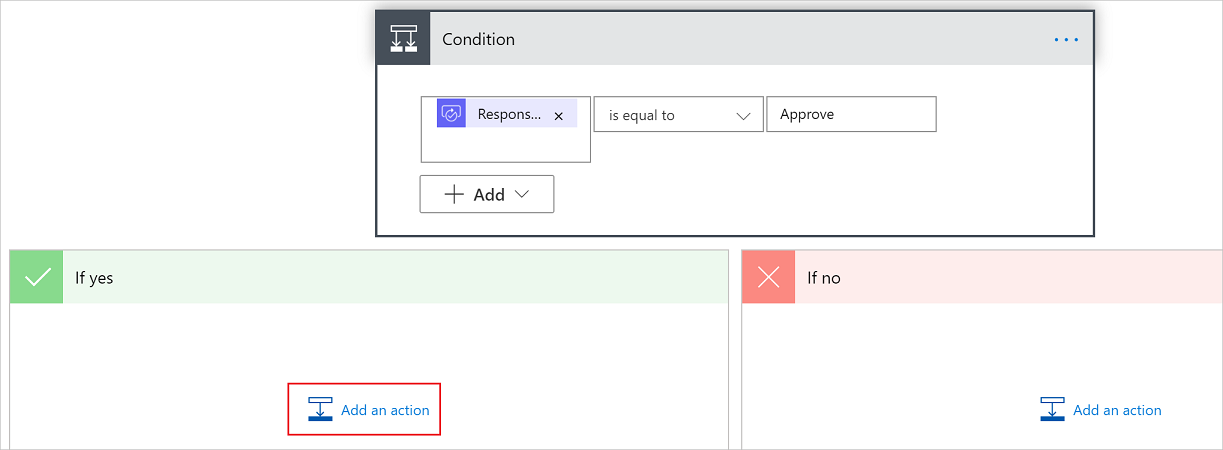 Condition
Respons...
is equal to
Approve
Add
If yes
If no
Add an action
Add an action